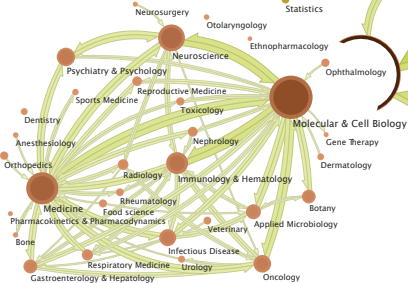 Neurosurgery
Statistics
Otolaryngology
Ethnopharmacology
Neuroscience
Psychiatry & Psychology
Ophthalmology
Reproductive Medicine
Sports Medicine
Toxicology
Dentistry
Molecular & Cell Biology
Anesthesiology
Nephrology
Gene Therapy
Orthopedics
Radiology
Immunology & Hematology
Dermatology
Rheumatology
Medicine
Food science
Botany
Pharmacokinetics & Pharmacodynamics
Veterinary
Applied Microbiology
Bone
Infectious Disease
Respiratory Medicine
Urology
Gastroenterology & Hepatology
Oncology